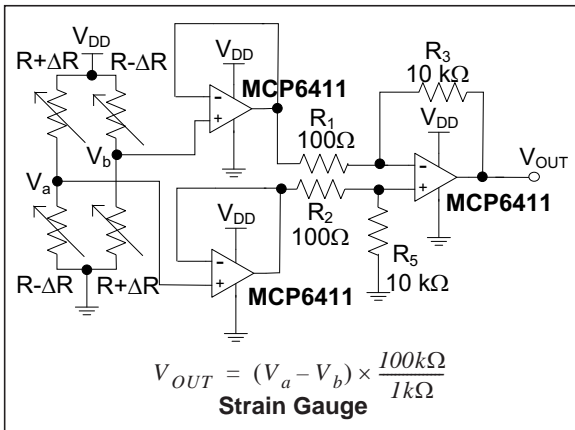 V_DD
R+ΔR R-ΔR
V_DD
MCP6411
R_3
10 kΩ
R_1
100Ω
V_DD
V_b
V_OUT
V_a
V_DD
R_2
100Ω
MCP6411
R_5
10 kΩ
R-ΔR R+ΔR
MCP6411
V_OUT = (V_a – V_b) × 100kΩ/1kΩ
Strain Gauge